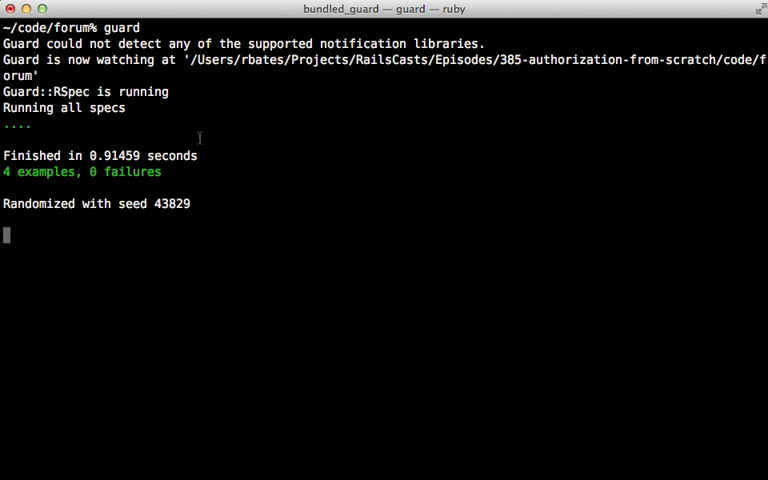 bundled_guard — guard — ruby
~/code/forum% guard
Guard could not detect any of the supported notification libraries.
Guard is now watching at '/Users/rbates/Projects/RailsCasts/Episodes/385-authorization-from-scratch/code/f
orum'
Guard::RSpec is running
Running all specs
....
Finished in 0.91459 seconds
4 examples, 0 failures
Randomized with seed 43829